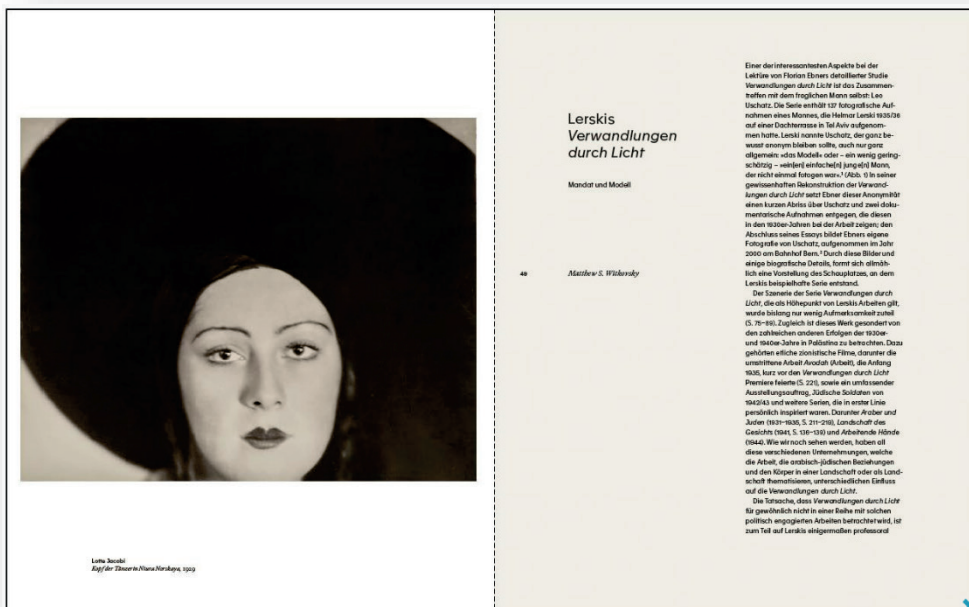 Lotte Jacobi
Kopf der Tänzerin Niura Norskaya, 1929
Lerskis
Verwandlungen
durch Licht
Mandat und Modell
48
Matthew S. Witkovsky
Einer der interessantesten Aspekte bei der
Lektüre von Florian Ebners detaillierter Studie
Verwandlungen durch Licht ist das Zusammen-
treffen mit dem fraglichen Mann selbst: Leo
Uschatz. Die Serie enthält 137 fotografische Auf-
nahmen eines Mannes, die Helmar Lerski 1935/36
auf einer Dachterrasse in Tel Aviv aufgenom-
men hatte. Lerski nannte Uschatz, der ganz be-
wusst anonym bleiben sollte, auch nur ganz
allgemein: »das Modell« oder – ein wenig gering-
schätzig – »ein[en] einfache[n] junge[n] Mann,
der nicht einmal fotogen war«.¹ (Abb. 1) In seiner
gewissenhaften Rekonstruktion der Verwand-
lungen durch Licht setzt Ebner dieser Anonymität
einen kurzen Abriss über Uschatz und zwei doku-
mentarische Aufnahmen entgegen, die diesen
in den 1930er-Jahren bei der Arbeit zeigen; den
Abschluss seines Essays bildet Ebners eigene
Fotografie von Uschatz, aufgenommen im Jahr
2000 am Bahnhof Bern.² Durch diese Bilder und
einige biografische Details, formt sich allmäh-
lich eine Vorstellung des Schauplatzes, an dem
Lerskis beispielhafte Serie entstand.
Der Szenerie der Serie Verwandlungen durch
Licht, die als Höhepunkt von Lerskis Arbeiten gilt,
wurde bislang nur wenig Aufmerksamkeit zuteil
(S. 75–89). Zugleich ist dieses Werk gesondert von
den zahlreichen anderen Erfolgen der 1930er-
und 1940er-Jahre in Palästina zu betrachten. Dazu
gehörten etliche zionistische Filme, darunter die
umstrittene Arbeit Avodah (Arbeit), die Anfang
1935, kurz vor den Verwandlungen durch Licht
Premiere feierte (S. 221), sowie ein umfassender
Ausstellungsauftrag, Jüdische Soldaten von
1942/43 und weitere Serien, die in erster Linie
persönlich inspiriert waren. Darunter Araber und
Juden (1931–1935, S. 211–219), Landschaft des
Gesichts (1941, S. 136–139) und Arbeitende Hände
(1944). Wie wir noch sehen werden, haben all
diese verschiedenen Unternehmungen, welche
die Arbeit, die arabisch-jüdischen Beziehungen
und den Körper in einer Landschaft oder als Land-
schaft thematisieren, unterschiedlichen Einfluss
auf die Verwandlungen durch Licht.
Die Tatsache, dass Verwandlungen durch Licht
für gewöhnlich nicht in einer Reihe mit solchen
politisch engagierten Arbeiten betrachtet wird, ist
zum Teil auf Lerskis einigermaßen professoral